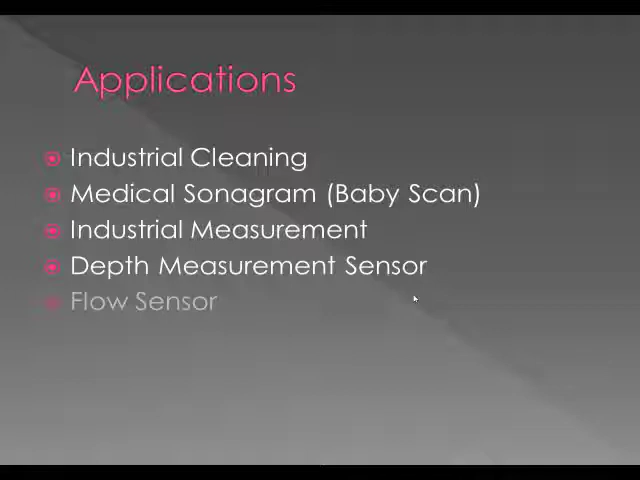 Applications
Industrial Cleaning
Medical Sonagram (Baby Scan)
Industrial Measurement
Depth Measurement Sensor
Flow Sensor